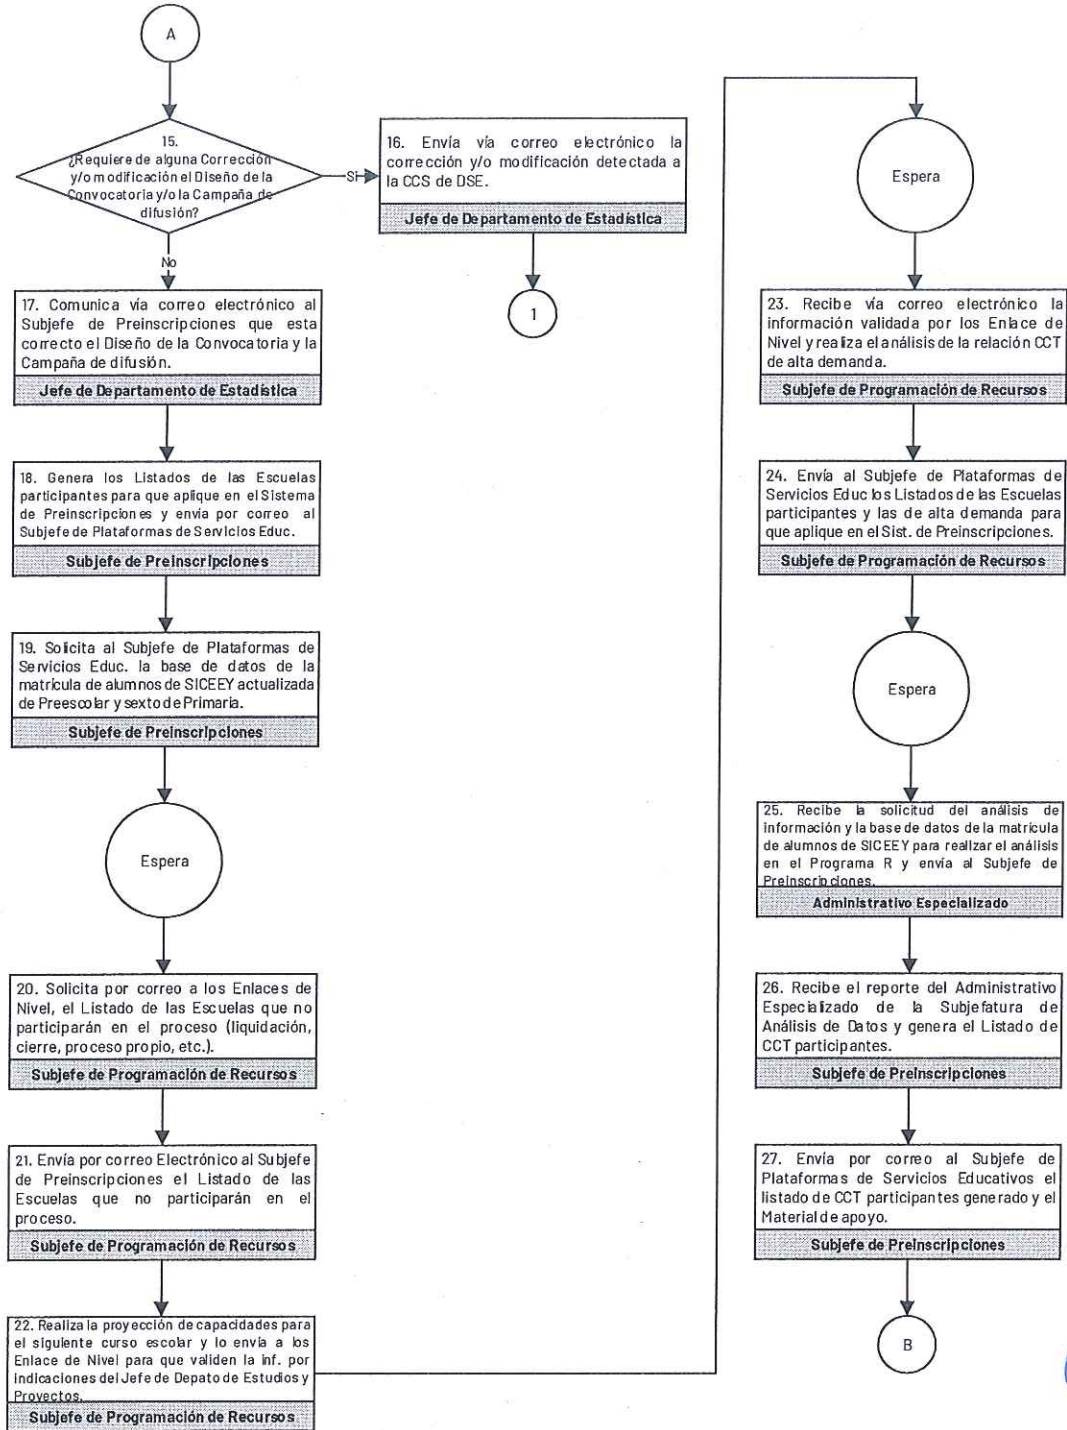 A
15.
¿Requiere de alguna Corrección
y/o modificación el Diseño de la
Convocatoria y/o la Campaña de
difusión?
Si
No
16. Envía vía correo electrónico la
corrección y/o modificación detectada a
la CCS de DSE.
Jefe de Departamento de Estadística
1
17. Comunica vía correo electrónico al
Subjefe de Preinscripciones que esta
correcto el Diseño de la Convocatoria y la
Campaña de difusión.
Jefe de Departamento de Estadística
18. Genera los Listados de las Escuelas
participantes para que aplique en el Sistema
de Preinscripciones y envía por correo al
Subjefe de Plataformas de Servicios Educ.
Subjefe de Preinscripciones
19. Solicita al Subjefe de Plataformas de
Servicios Educ. la base de datos de la
matrícula de alumnos de SICEEY actualizada
de Preescolar y sexto de Primaria.
Subjefe de Preinscripciones
Espera
20. Solicita por correo a los Enlaces de
Nivel, el Listado de las Escuelas que no
participarán en el proceso (liquidación,
cierre, proceso propio, etc.).
Subjefe de Programación de Recursos
21. Envía por correo Electrónico al Subjefe
de Preinscripciones el Listado de las
Escuelas que no participarán en el
proceso.
Subjefe de Programación de Recursos
22. Realiza la proyección de capacidades para
el siguiente curso escolar y lo envía a los
Enlace de Nivel para que validen la inf. por
indicaciones del Jefe de Depato de Estudios y
Proyectos.
Subjefe de Programación de Recursos
Espera
23. Recibe vía correo electrónico la
información validada por los Enlace de
Nivel y realiza el análisis de la relación CCT
de alta demanda.
Subjefe de Programación de Recursos
24. Envía al Subjefe de Plataformas de
Servicios Educ los Listados de las Escuelas
participantes y las de alta demanda para
que aplique en el Sist. de Preinscripciones.
Subjefe de Programación de Recursos
Espera
25. Recibe la solicitud del análisis de
información y la base de datos de la matrícula
de alumnos de SICEEY para realizar el análisis
en el Programa R y envía al Subjefe de
Preinscripciones.
Administrativo Especializado
26. Recibe el reporte del Administrativo
Especializado de la Subjefatura de
Análisis de Datos y genera el Listado de
CCT participantes.
Subjefe de Preinscripciones
27. Envía por correo al Subjefe de
Plataformas de Servicios Educativos el
listado de CCT participantes generado y el
Material de apoyo.
Subjefe de Preinscripciones
B